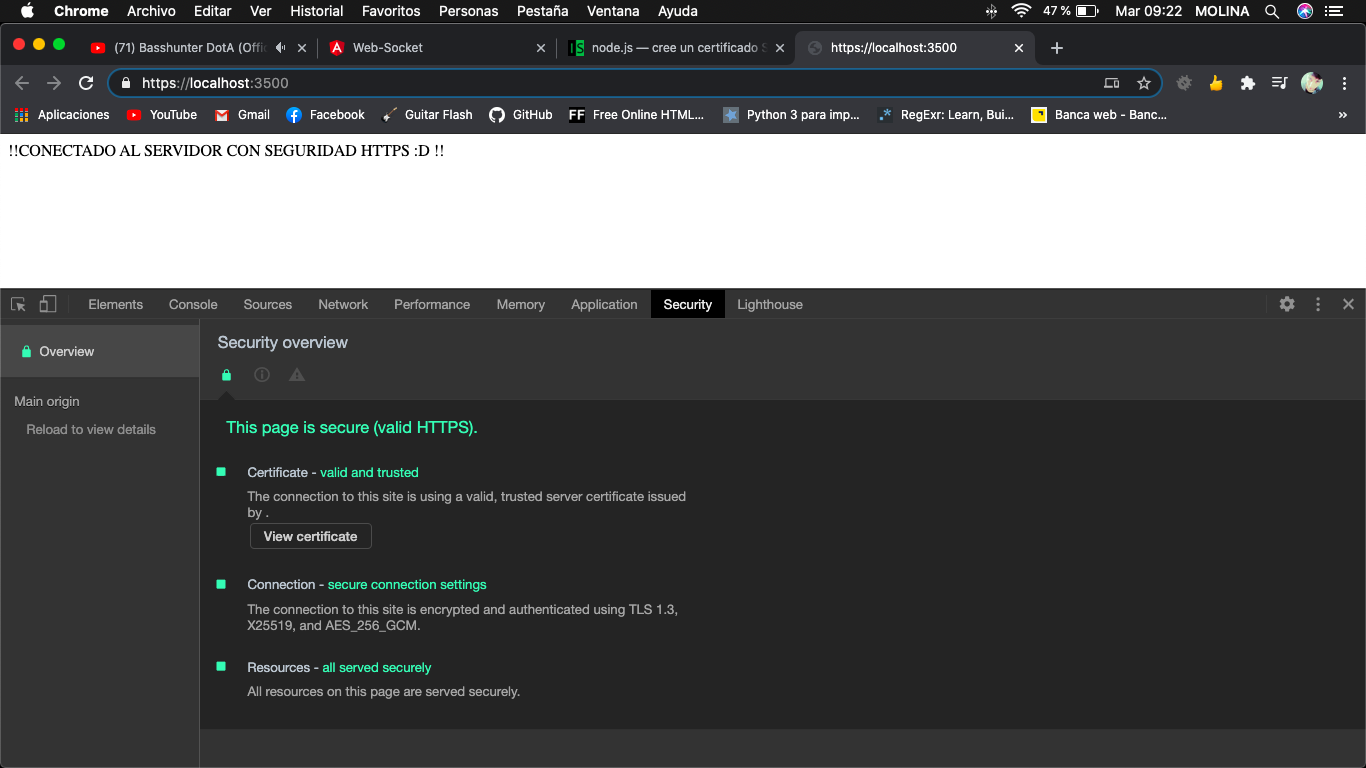 Chrome Archivo Editar Ver Historial Favoritos Personas Pestaña Ventana Ayuda 47 % Mar 09:22 MOLINA
(71) Basshunter DotA (Offi Web-Socket node.js — cree un certificado S https://localhost:3500
https://localhost:3500
Aplicaciones YouTube Gmail Facebook Guitar Flash GitHub FF Free Online HTML... Python 3 para imp... RegExr: Learn, Bui... Banca web - Banc... »
!!CONECTADO AL SERVIDOR CON SEGURIDAD HTTPS :D !!
Elements Console Sources Network Performance Memory Application Security Lighthouse
Overview
Main origin
Reload to view details
Security overview
This page is secure (valid HTTPS).
Certificate - valid and trusted
The connection to this site is using a valid, trusted server certificate issued
by .
View certificate
Connection - secure connection settings
The connection to this site is encrypted and authenticated using TLS 1.3,
X25519, and AES_256_GCM.
Resources - all served securely
All resources on this page are served securely.